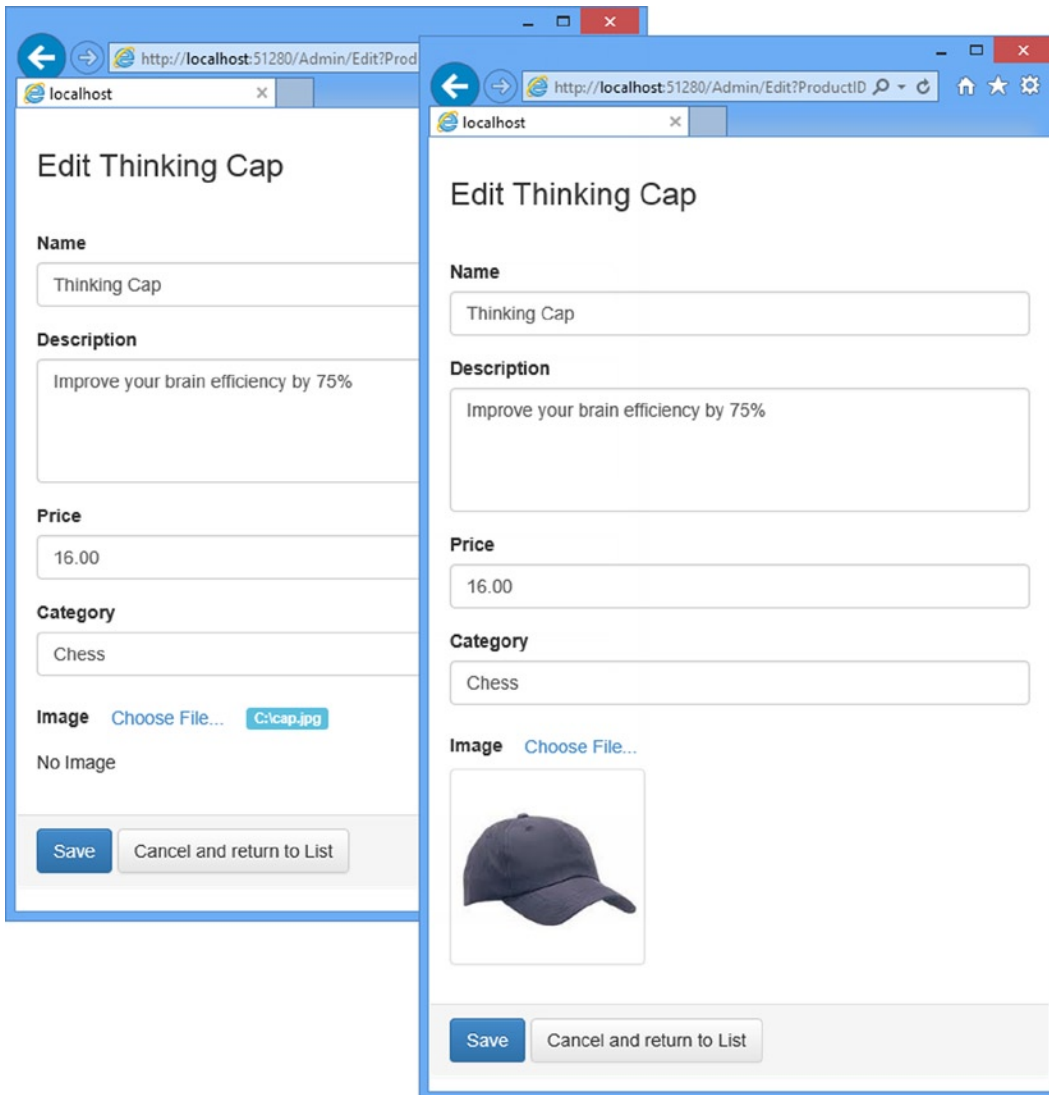 http://localhost:51280/Admin/Edit?Prod
localhost
Edit Thinking Cap
Name
Thinking Cap
Description
Improve your brain efficiency by 75%
Price
16.00
Category
Chess
Image Choose File... C:\cap.jpg
No Image
Save Cancel and return to List
http://localhost:51280/Admin/Edit?ProductID
localhost
Edit Thinking Cap
Name
Thinking Cap
Description
Improve your brain efficiency by 75%
Price
16.00
Category
Chess
Image Choose File...
Save Cancel and return to List